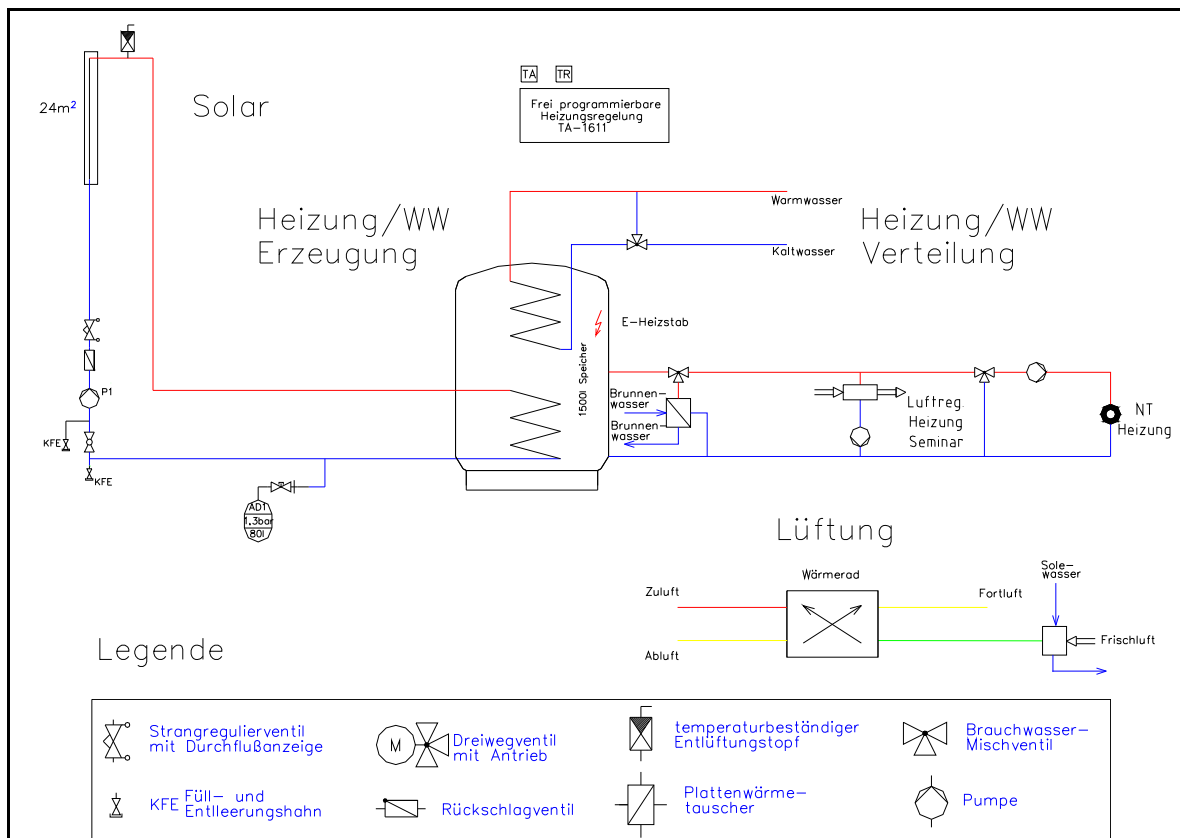 24m²
Solar
TA TR
Frei programmierbare
Heizungsregelung
TA-1611
Heizung/WW
Erzeugung
Warmwasser
Kaltwasser
Heizung/WW
Verteilung
E-Heizstab
1500l Speicher
P1
KFE
KFE
Brunnen-
wasser
Brunnen-
wasser
Luftreg.
Heizung
Seminar
NT
Heizung
AD1
1,3bar
80l
Lüftung
Wärmerad
Zuluft
Abluft
Fortluft
Sole-
wasser
Frischluft
Legende
Strangregulierventil
mit Durchflußanzeige
M
Dreiwegventil
mit Antrieb
temperaturbeständiger
Entlüftungstopf
Brauchwasser-
Mischventil
KFE Füll- und
Entleerungshahn
Rückschlagventil
Plattenwärme-
tauscher
Pumpe